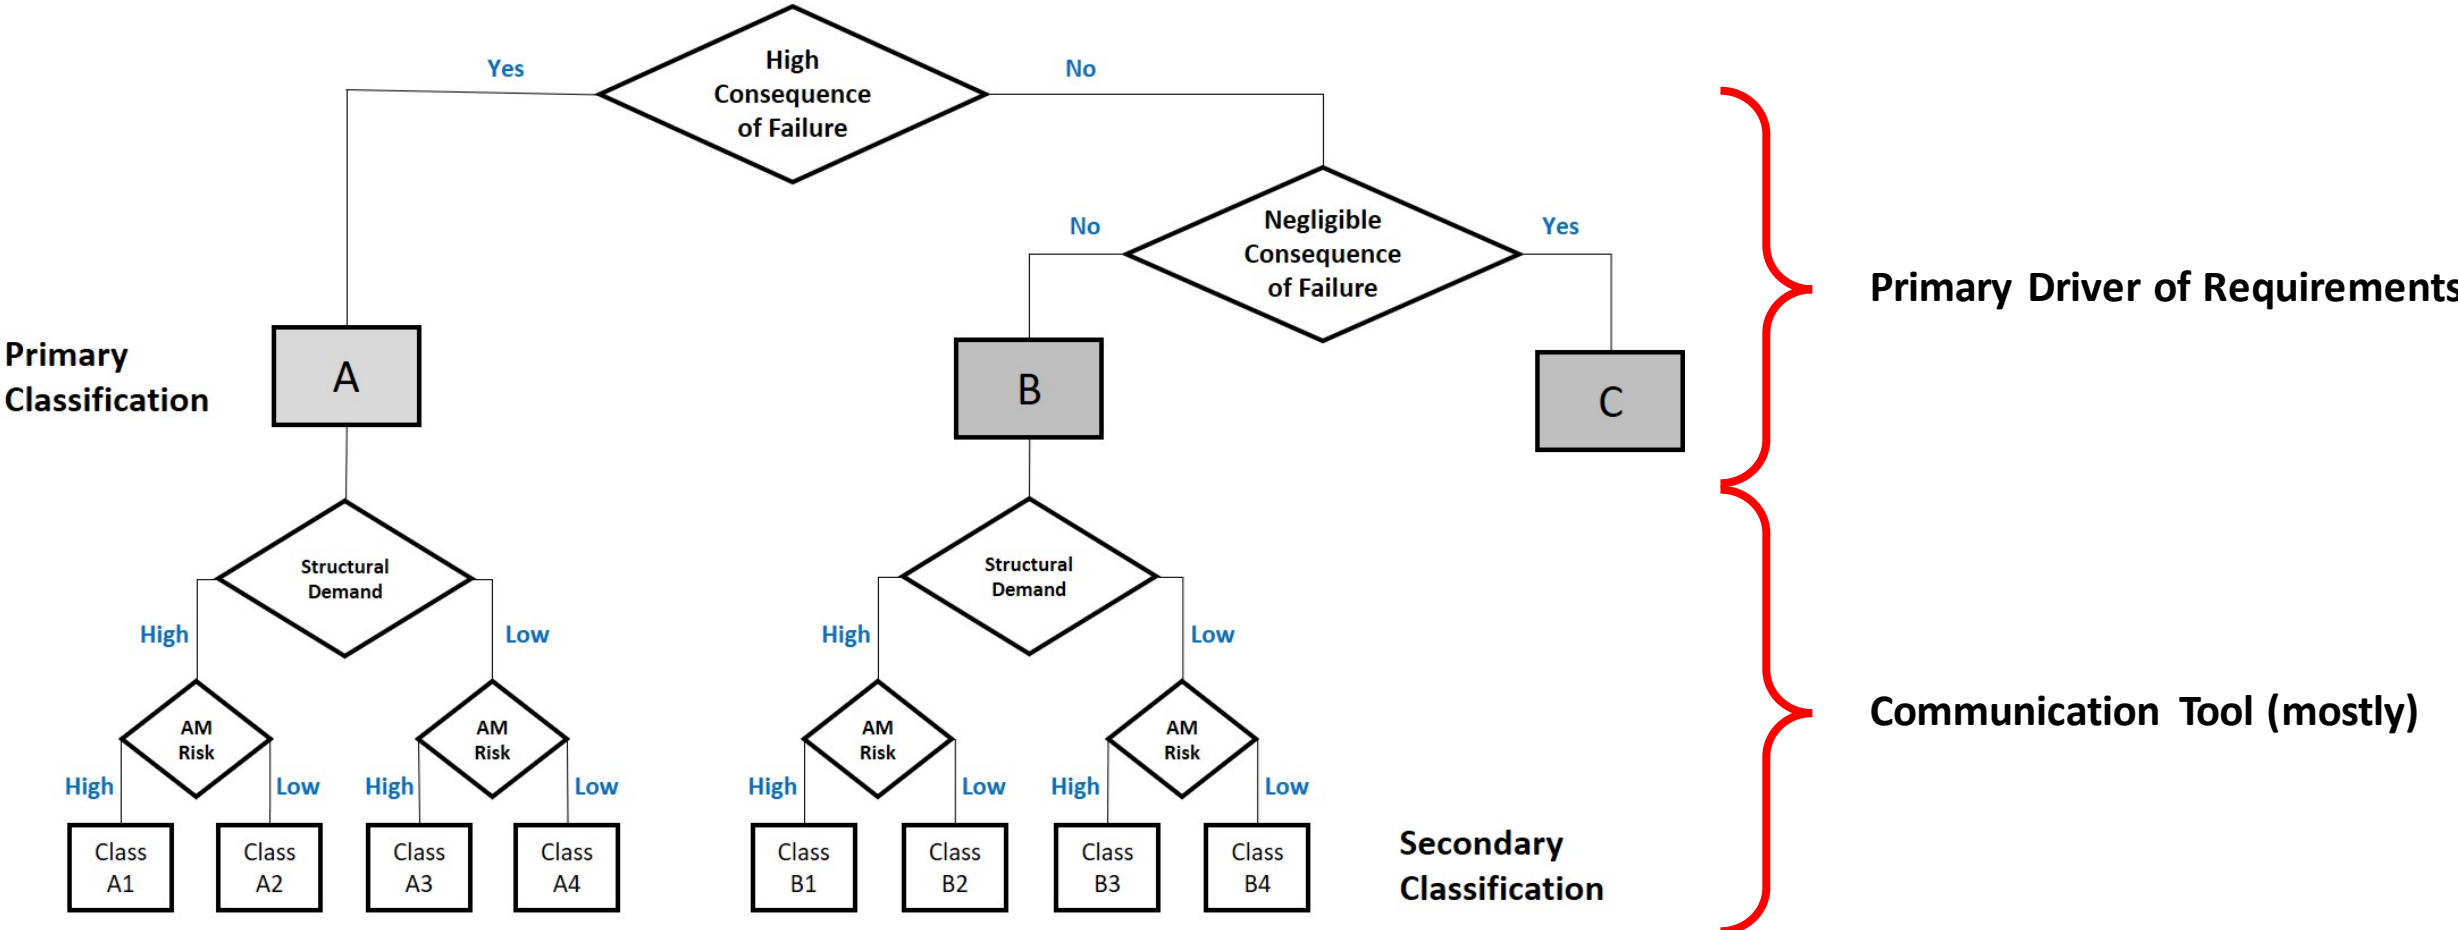 High
Consequence
of Failure
Yes
No
Negligible
Consequence
of Failure
No
Yes
Primary Driver of Requirements
Primary
Classification
A
B
C
Structural
Demand
High
Low
Structural
Demand
High
Low
Communication Tool (mostly)
AM
Risk
High
Low
AM
Risk
High
Low
AM
Risk
High
Low
AM
Risk
High
Low
Class
A1
Class
A2
Class
A3
Class
A4
Class
B1
Class
B2
Class
B3
Class
B4
Secondary
Classification